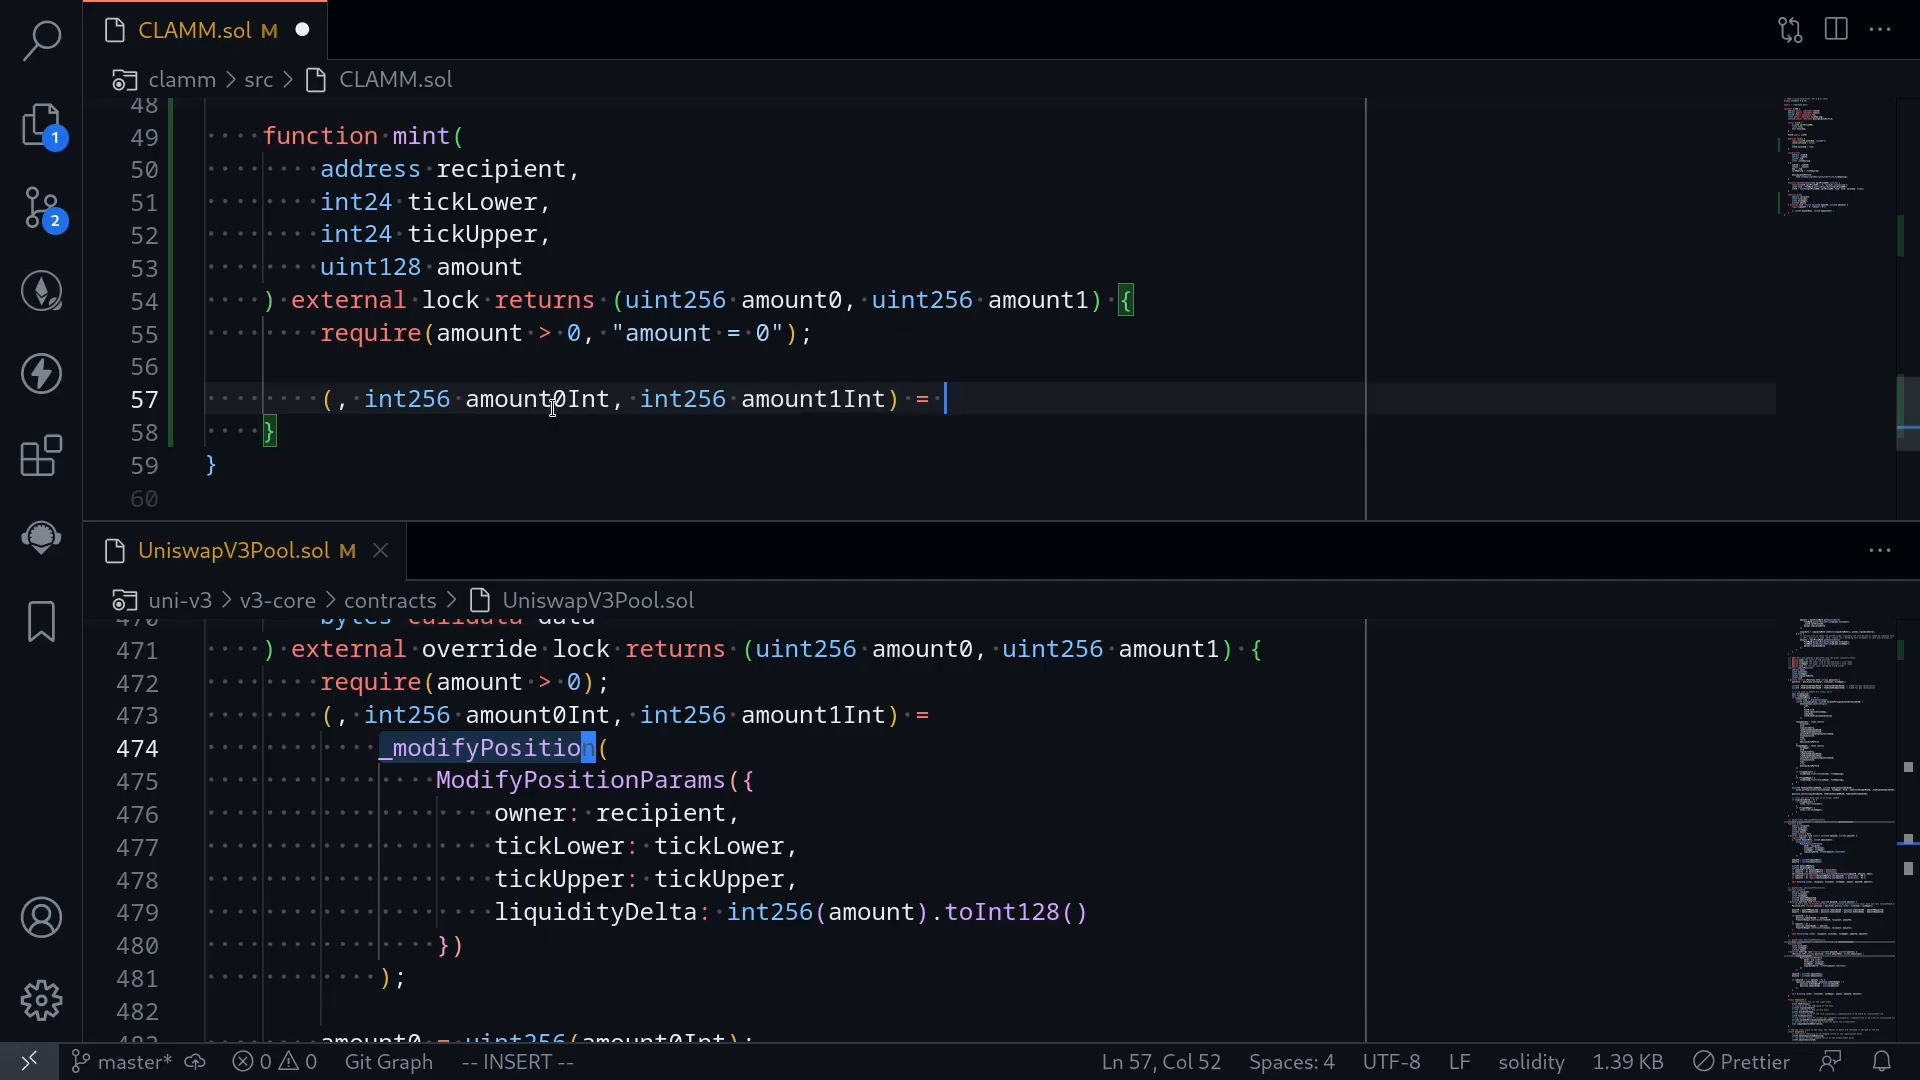 CLAMM.sol M
clamm > src > CLAMM.sol
48
49 function mint(
50 address recipient,
51 int24 tickLower,
52 int24 tickUpper,
53 uint128 amount
54 ) external lock returns (uint256 amount0, uint256 amount1) {
55 require(amount > 0, "amount = 0");
56
57 (, int256 amount0Int, int256 amount1Int) =
58 }
59 }
60
1
2
UniswapV3Pool.sol M
uni-v3 > v3-core > contracts > UniswapV3Pool.sol
470 bytes calldata data
471 ) external override lock returns (uint256 amount0, uint256 amount1) {
472 require(amount > 0);
473 (, int256 amount0Int, int256 amount1Int) =
474 _modifyPosition(
475 ModifyPositionParams({
476 owner: recipient,
477 tickLower: tickLower,
478 tickUpper: tickUpper,
479 liquidityDelta: int256(amount).toInt128()
480 })
481 );
482
483 amount0 = uint256(amount0Int);
master* 0 0 Git Graph -- INSERT -- Ln 57, Col 52 Spaces: 4 UTF-8 LF solidity 1.39 KB Prettier